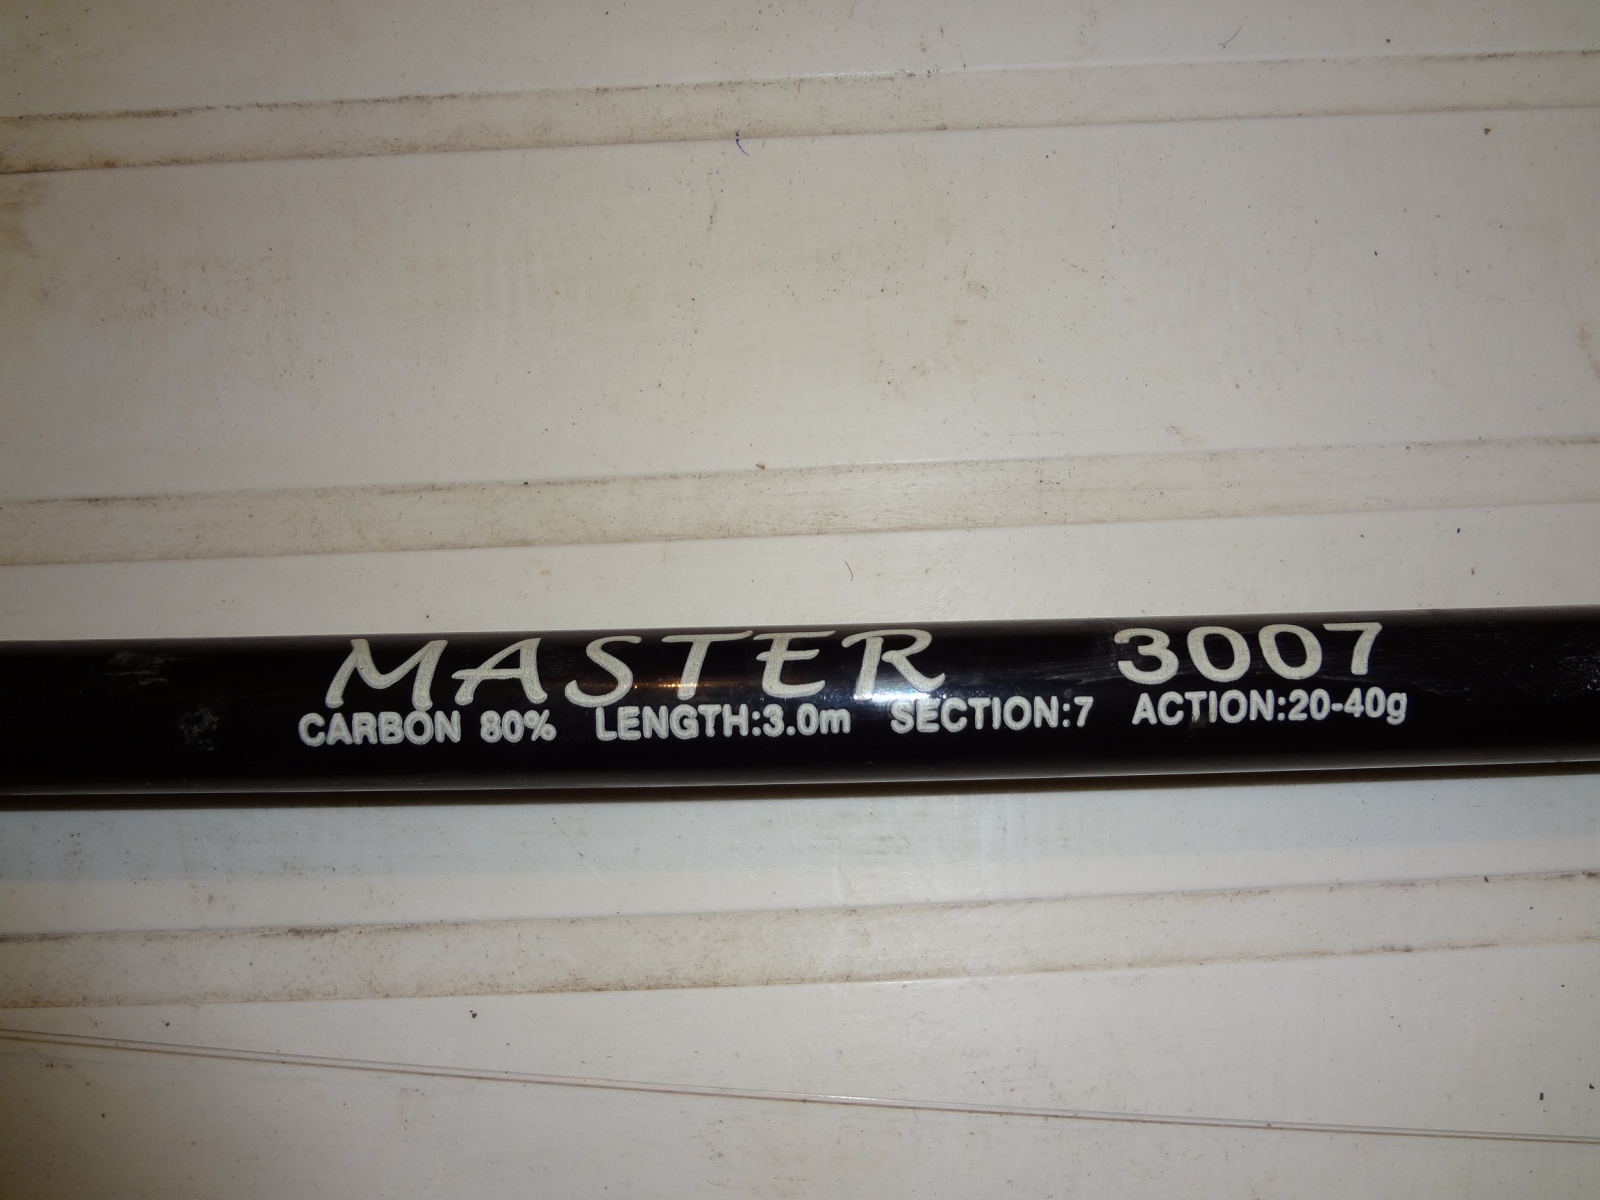 MASTER 3007
CARBON 80% LENGTH:3.0m SECTION:7 ACTION:20-40g